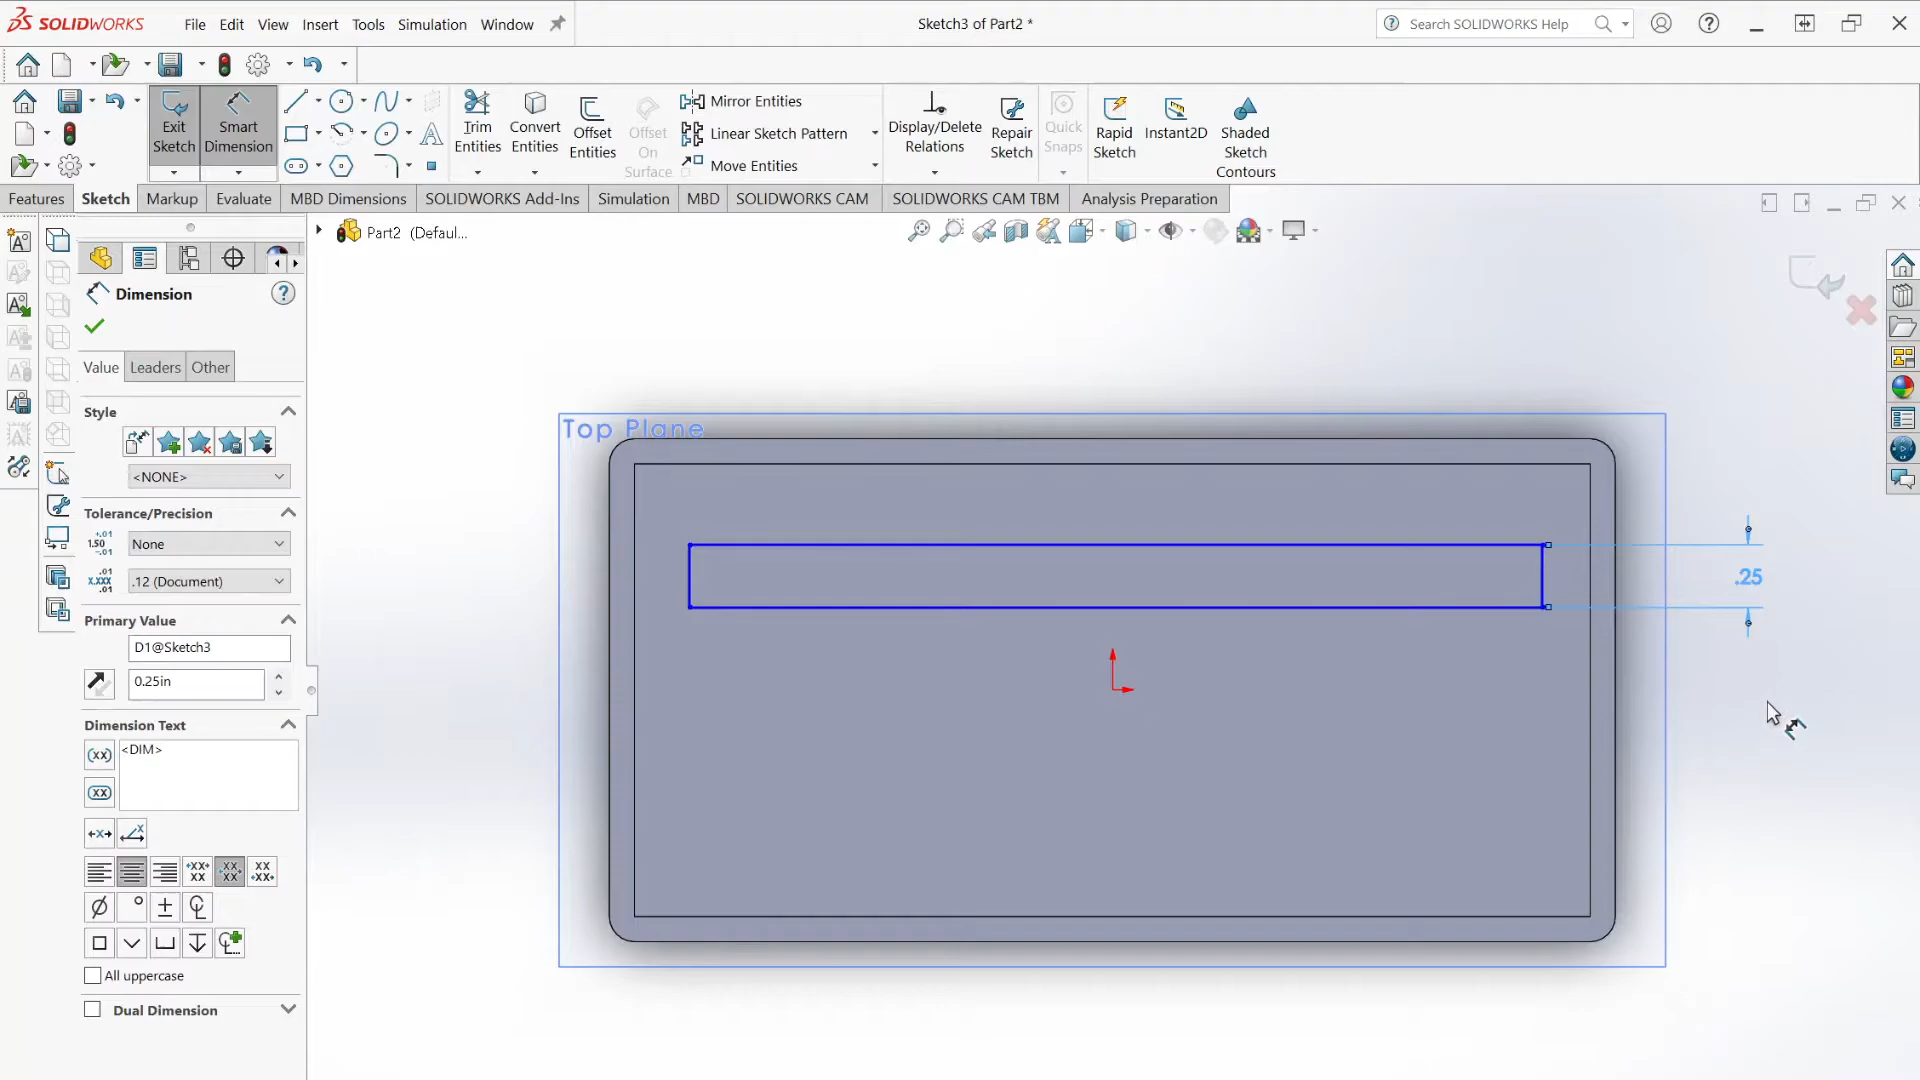 SOLIDWORKS File Edit View Insert Tools Simulation Window Sketch3 of Part2 * Search SOLIDWORKS Help
Exit Sketch
Smart Dimension
Trim Entities
Convert Entities
Offset Entities
Offset On Surface
Mirror Entities
Linear Sketch Pattern
Move Entities
Display/Delete Relations
Repair Sketch
Quick Snaps
Rapid Sketch
Instant2D
Shaded Sketch Contours
Features Sketch Markup Evaluate MBD Dimensions SOLIDWORKS Add-Ins Simulation MBD SOLIDWORKS CAM SOLIDWORKS CAM TBM Analysis Preparation
Part2 (Defaul...
Dimension
Value Leaders Other
Style
<NONE>
Tolerance/Precision
None
.12 (Document)
Primary Value
D1@Sketch3
0.25in
Dimension Text
<DIM>
All uppercase
Dual Dimension
Top Plane
.25